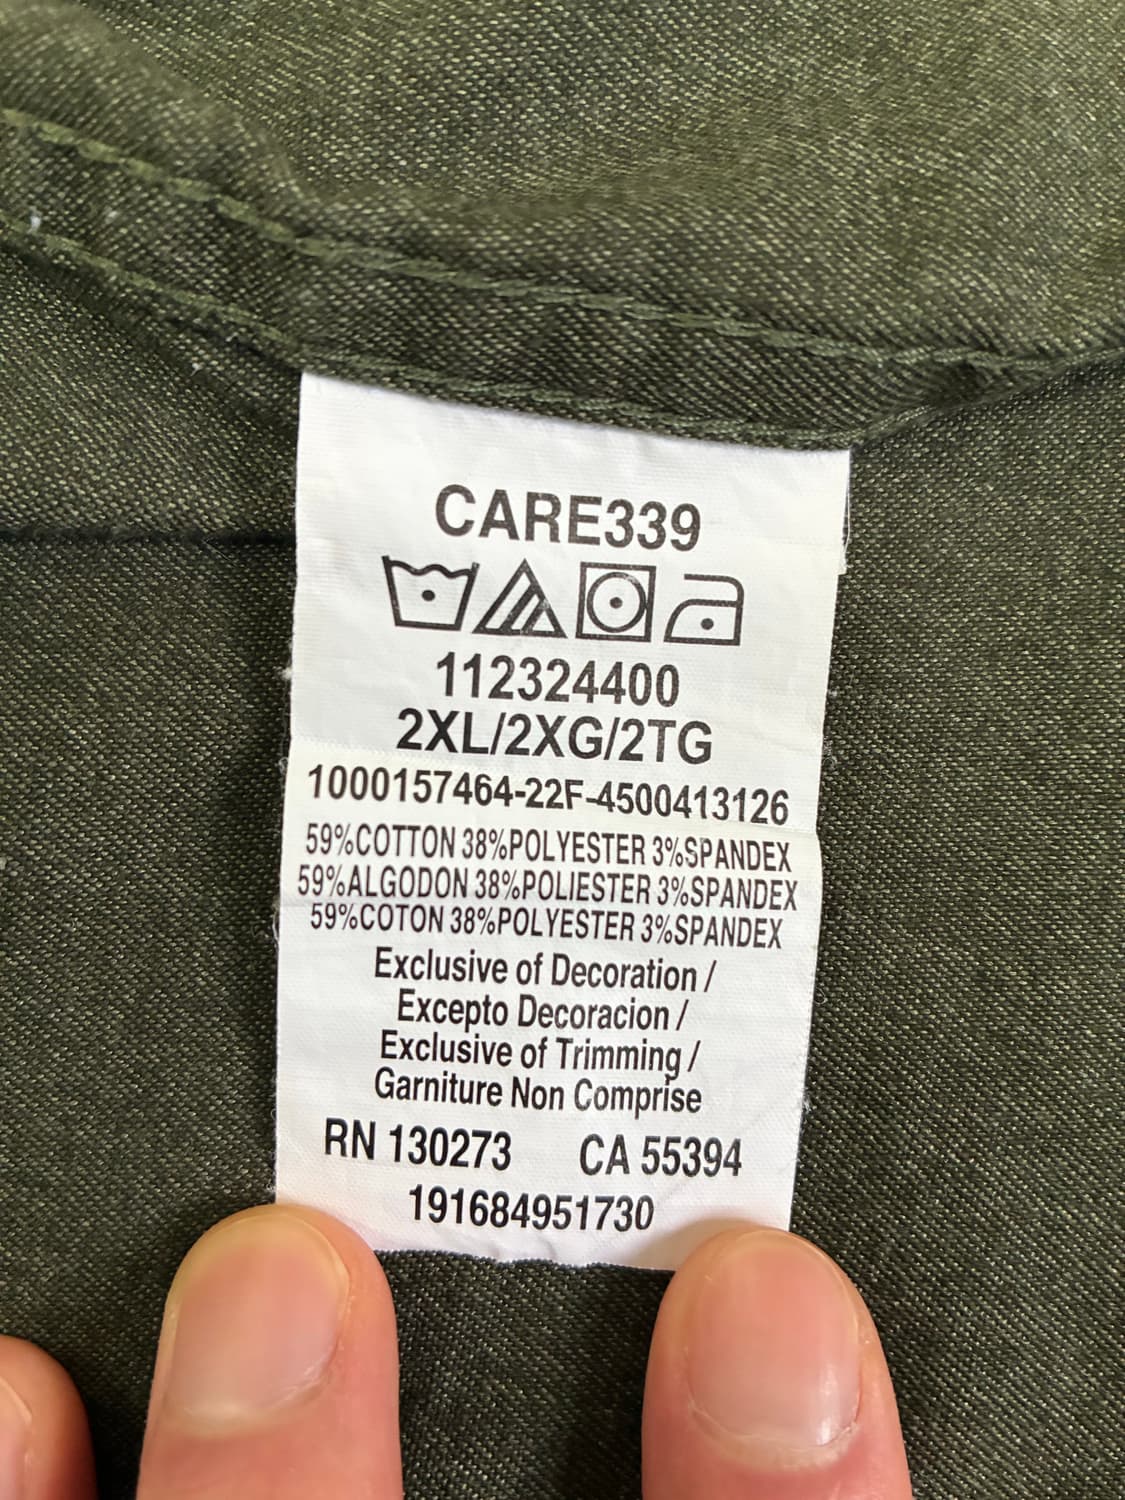 CARE339
112324400
2XL/2XG/2TG
1000157464-22F-4500413126
59%COTTON 38%POLYESTER 3%SPANDEX
59%ALGODON 38%POLIESTER 3%SPANDEX
59%COTON 38%POLYESTER 3%SPANDEX
Exclusive of Decoration /
Excepto Decoracion /
Exclusive of Trimming /
Garniture Non Comprise
RN 130273 CA 55394
191684951730